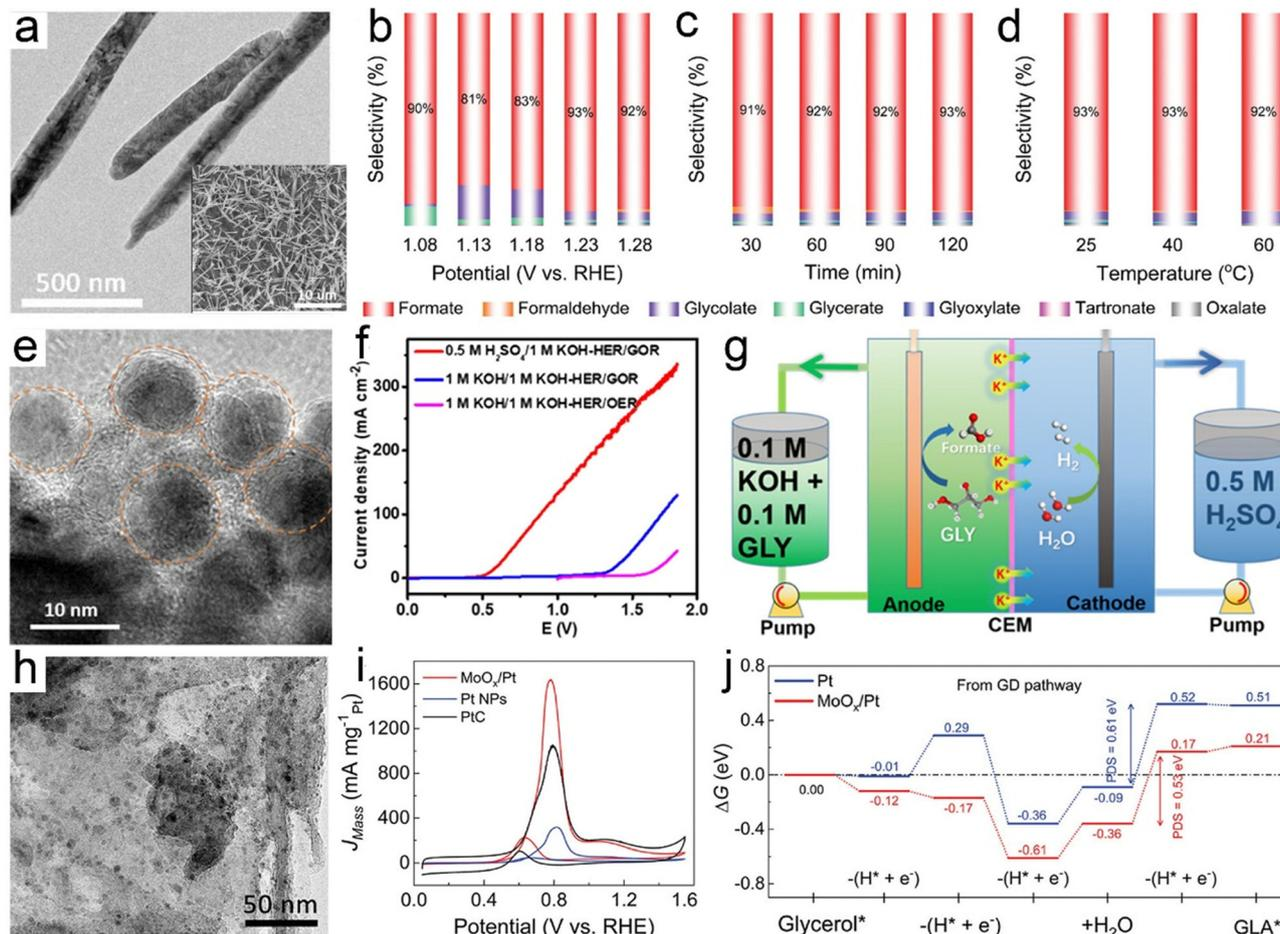 a
500 nm
10 um
b
Selectivity (%)
90%
81%
83%
93%
92%
1.08
1.13
1.18
1.23
1.28
Potential (V vs. RHE)
c
Selectivity (%)
91%
92%
92%
93%
30
60
90
120
Time (min)
d
Selectivity (%)
93%
93%
92%
25
40
60
Temperature (°C)
Formate
Formaldehyde
Glycolate
Glycerate
Glyoxylate
Tartronate
Oxalate
e
10 nm
f
Current density (mA cm⁻²)
300
200
100
0
0.5 M H₂SO₄/1 M KOH-HER/GOR
1 M KOH/1 M KOH-HER/GOR
1 M KOH/1 M KOH-HER/OER
0.0
0.5
1.0
1.5
2.0
E (V)
g
0.1 M
KOH +
0.1 M
GLY
Pump
Formate
GLY
Anode
K⁺
K⁺
K⁺
K⁺
K⁺
K⁺
CEM
H₂
H₂O
Cathode
0.5 M
H₂SO₄
Pump
h
50 nm
i
J_Mass (mA mg⁻¹Pt)
1600
1200
800
400
0
MoOₓ/Pt
Pt NPs
PtC
0.0
0.4
0.8
1.2
1.6
Potential (V vs. RHE)
j
ΔG (eV)
0.8
0.4
0.0
-0.4
-0.8
Pt
MoOₓ/Pt
From GD pathway
0.00
-0.01
-0.12
0.29
-0.17
-0.36
-0.61
-0.09
-0.36
PDS = 0.61 eV
0.52
0.51
0.17
0.21
PDS = 0.53 eV
-(H* + e⁻)
-(H* + e⁻)
-(H* + e⁻)
Glycerol*
-(H* + e⁻)
+H₂O
GLA*